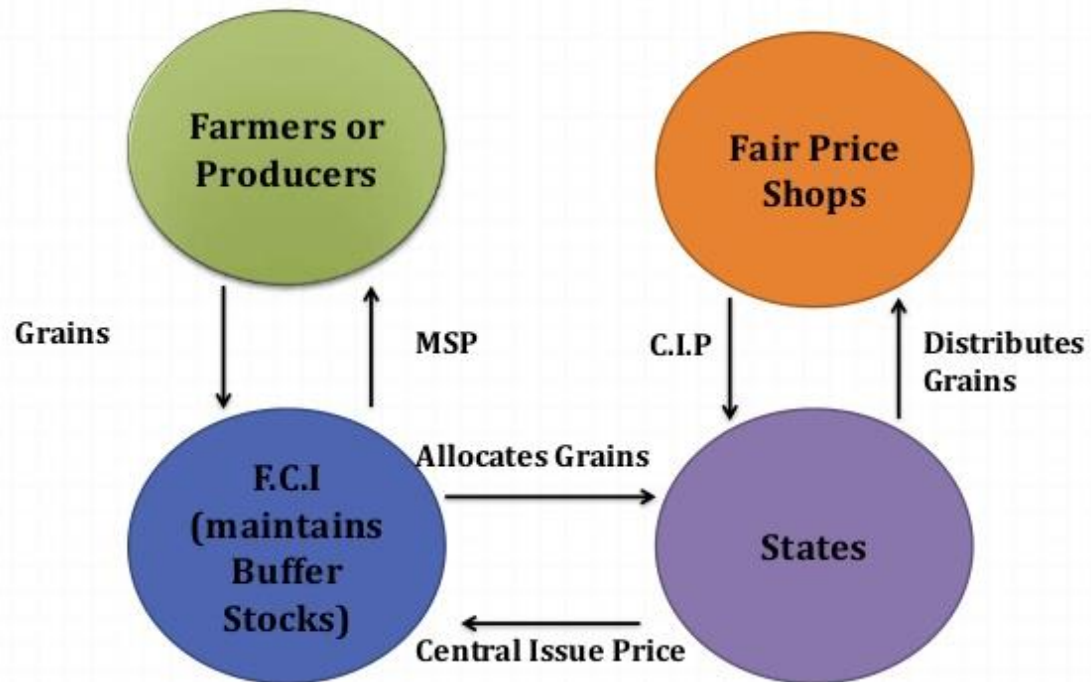 Farmers or
Producers
Fair Price
Shops
Grains
MSP
C.I.P
Distributes
Grains
Allocates Grains
F.C.I
(maintains
Buffer
Stocks)
States
Central Issue Price